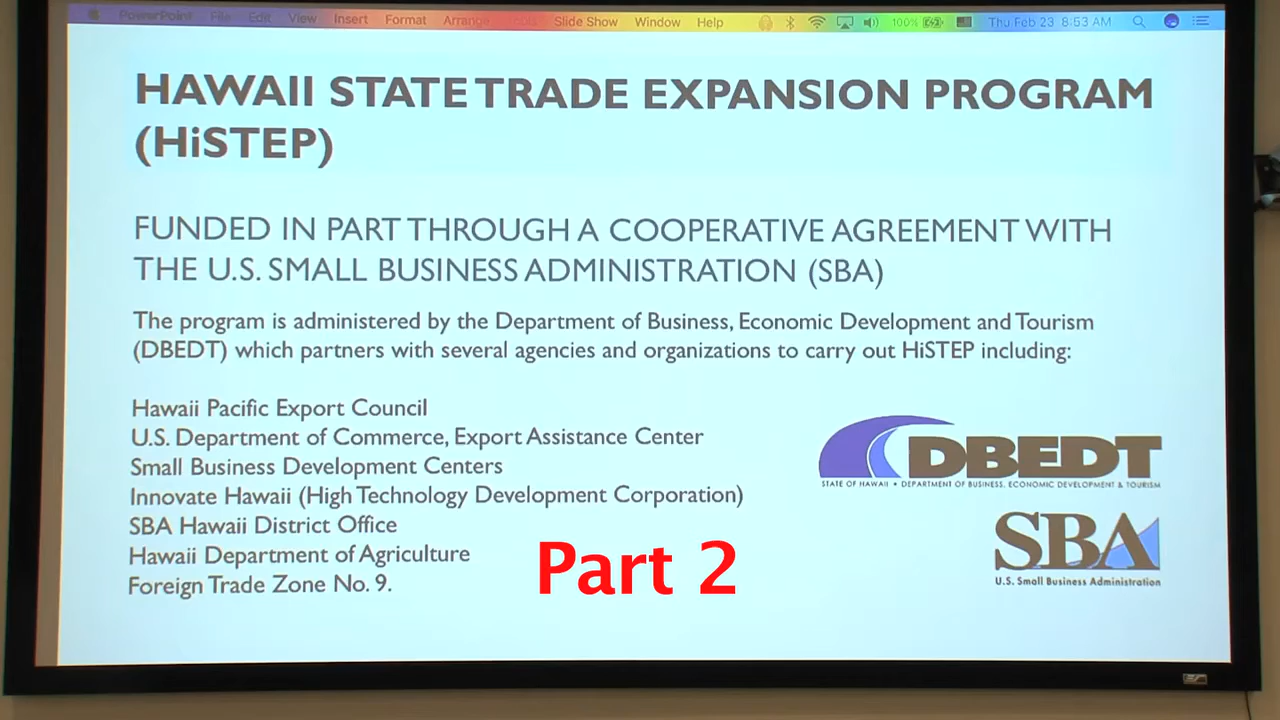 PowerPoint File Edit View Insert Format Arrange Tools Slide Show Window Help 100% Thu Feb 23 8:53 AM
HAWAII STATE TRADE EXPANSION PROGRAM
(HiSTEP)
FUNDED IN PART THROUGH A COOPERATIVE AGREEMENT WITH
THE U.S. SMALL BUSINESS ADMINISTRATION (SBA)
The program is administered by the Department of Business, Economic Development and Tourism
(DBEDT) which partners with several agencies and organizations to carry out HiSTEP including:
Hawaii Pacific Export Council
U.S. Department of Commerce, Export Assistance Center
Small Business Development Centers
Innovate Hawaii (High Technology Development Corporation)
SBA Hawaii District Office
Hawaii Department of Agriculture
Foreign Trade Zone No. 9.
DBEDT
STATE OF HAWAII • DEPARTMENT OF BUSINESS, ECONOMIC DEVELOPMENT & TOURISM
SBA
U.S. Small Business Administration
Part 2